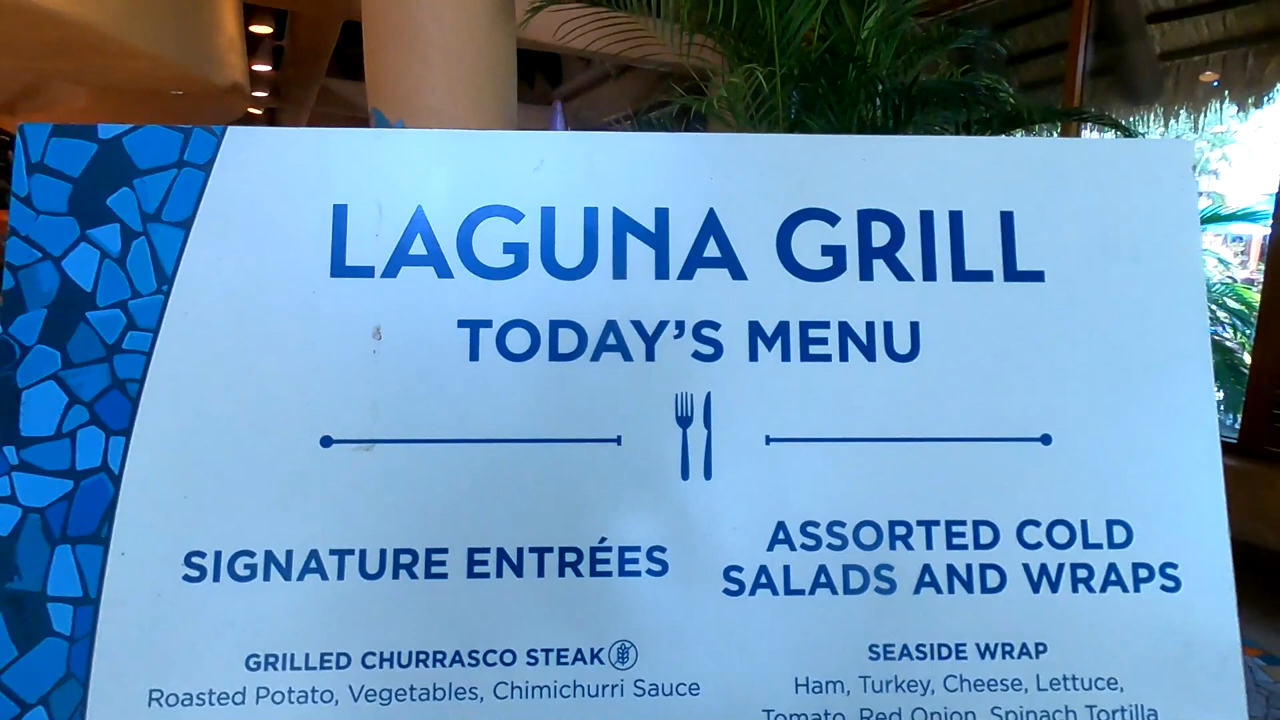 LAGUNA GRILL
TODAY'S MENU
SIGNATURE ENTRÉES
GRILLED CHURRASCO STEAK
Roasted Potato, Vegetables, Chimichurri Sauce
ASSORTED COLD
SALADS AND WRAPS
SEASIDE WRAP
Ham, Turkey, Cheese, Lettuce,
Tomato, Red Onion, Spinach Tortilla